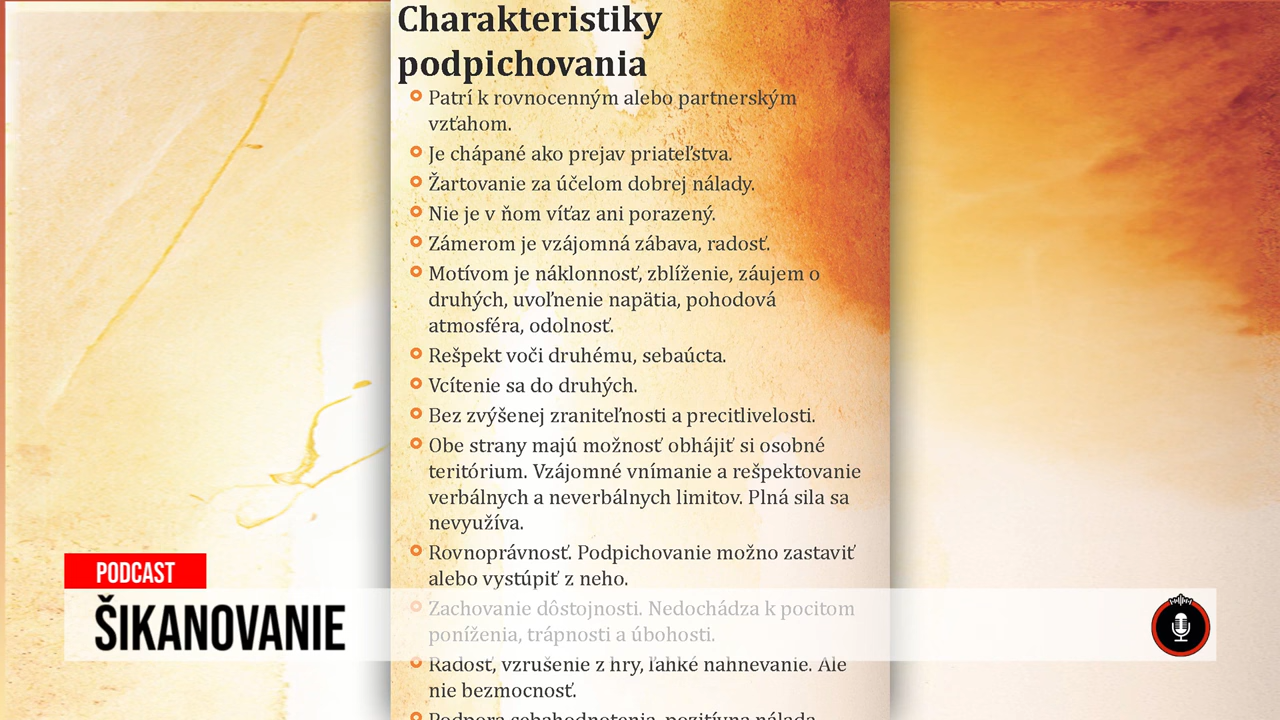 Charakteristiky
podpichovania
Patrí k rovnocenným alebo partnerským
vzťahom.
Je chápané ako prejav priateľstva.
Žartovanie za účelom dobrej nálady.
Nie je v ňom víťaz ani porazený.
Zámerom je vzájomná zábava, radosť.
Motívom je náklonnosť, zblíženie, záujem o
druhých, uvoľnenie napätia, pohodová
atmosféra, odolnosť.
Rešpekt voči druhému, sebaúcta.
Vcítenie sa do druhých.
Bez zvýšenej zraniteľnosti a precitlivelosti.
Obe strany majú možnosť obhájiť si osobné
teritórium. Vzájomné vnímanie a rešpektovanie
verbálnych a neverbálnych limitov. Plná sila sa
nevyužíva.
Rovnoprávnosť. Podpichovanie možno zastaviť
alebo vystúpiť z neho.
Zachovanie dôstojnosti. Nedochádza k pocitom
poníženia, trápnosti a úbohosti.
Radosť, vzrušenie z hry, ľahké nahnevanie. Ale
nie bezmocnosť.
Podpora sebahodnotenia, pozitívna nálada
PODCAST
ŠIKANOVANIE